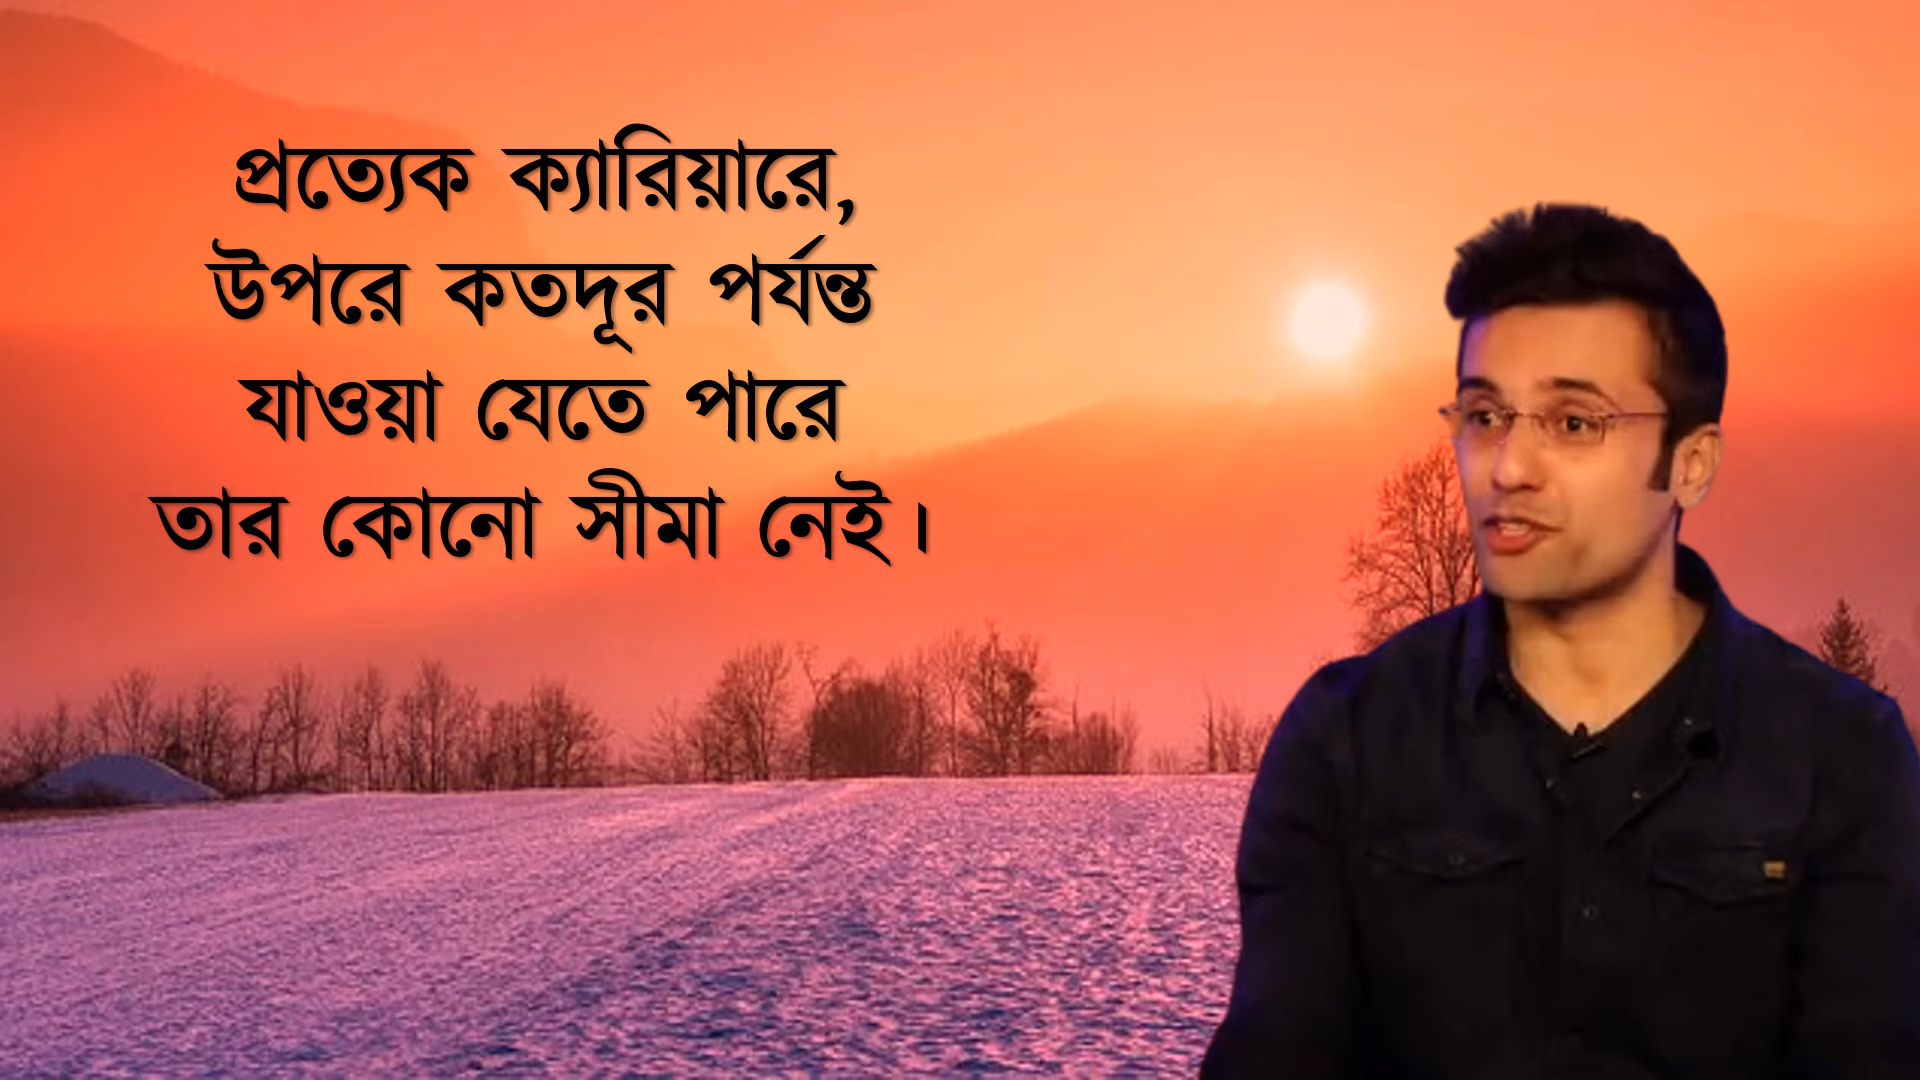 প্রত্যেক ক্যারিয়ারে,
উপরে কতদূর পর্যন্ত
যাওয়া যেতে পারে
তার কোনো সীমা নেই।